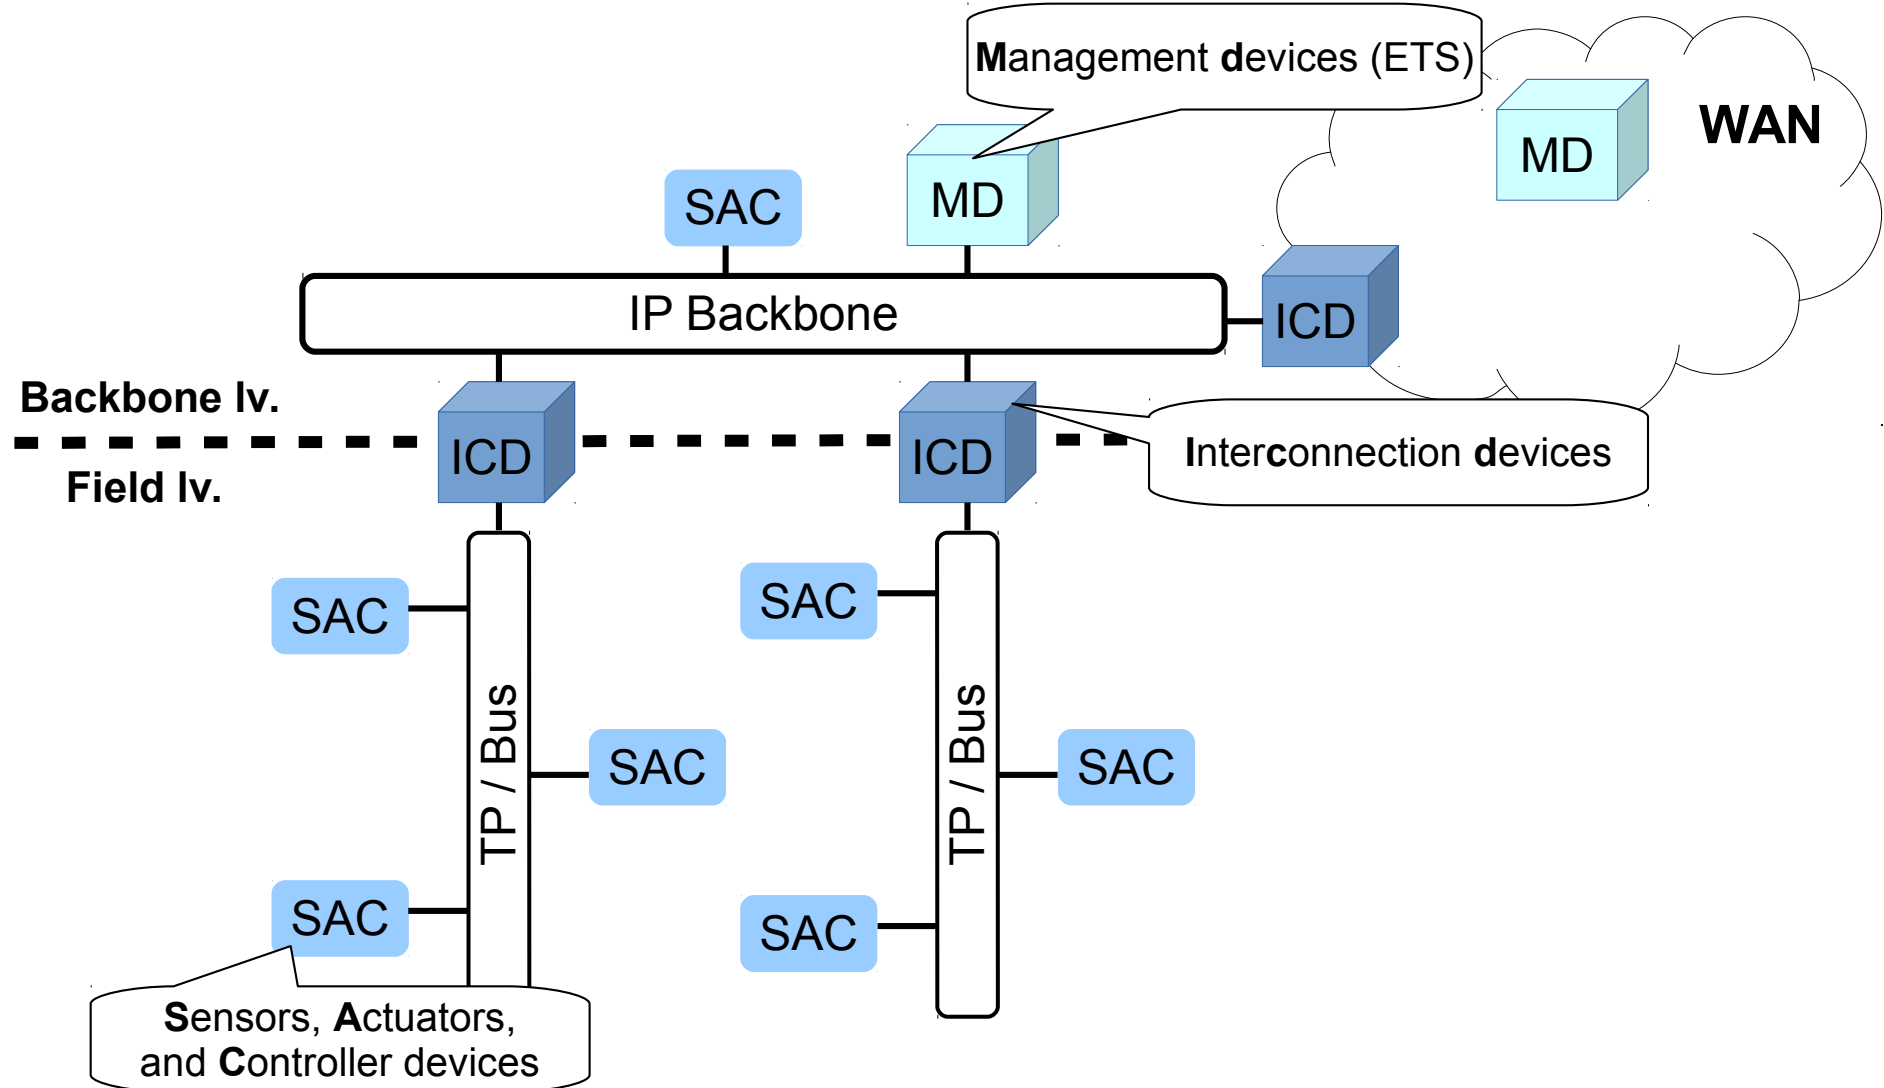 Management devices (ETS)
WAN
MD
MD
SAC
IP Backbone
ICD
Backbone lv.
ICD
ICD
Interconnection devices
Field lv.
SAC
SAC
TP / Bus
TP / Bus
SAC
SAC
SAC
SAC
Sensors, Actuators,
and Controller devices